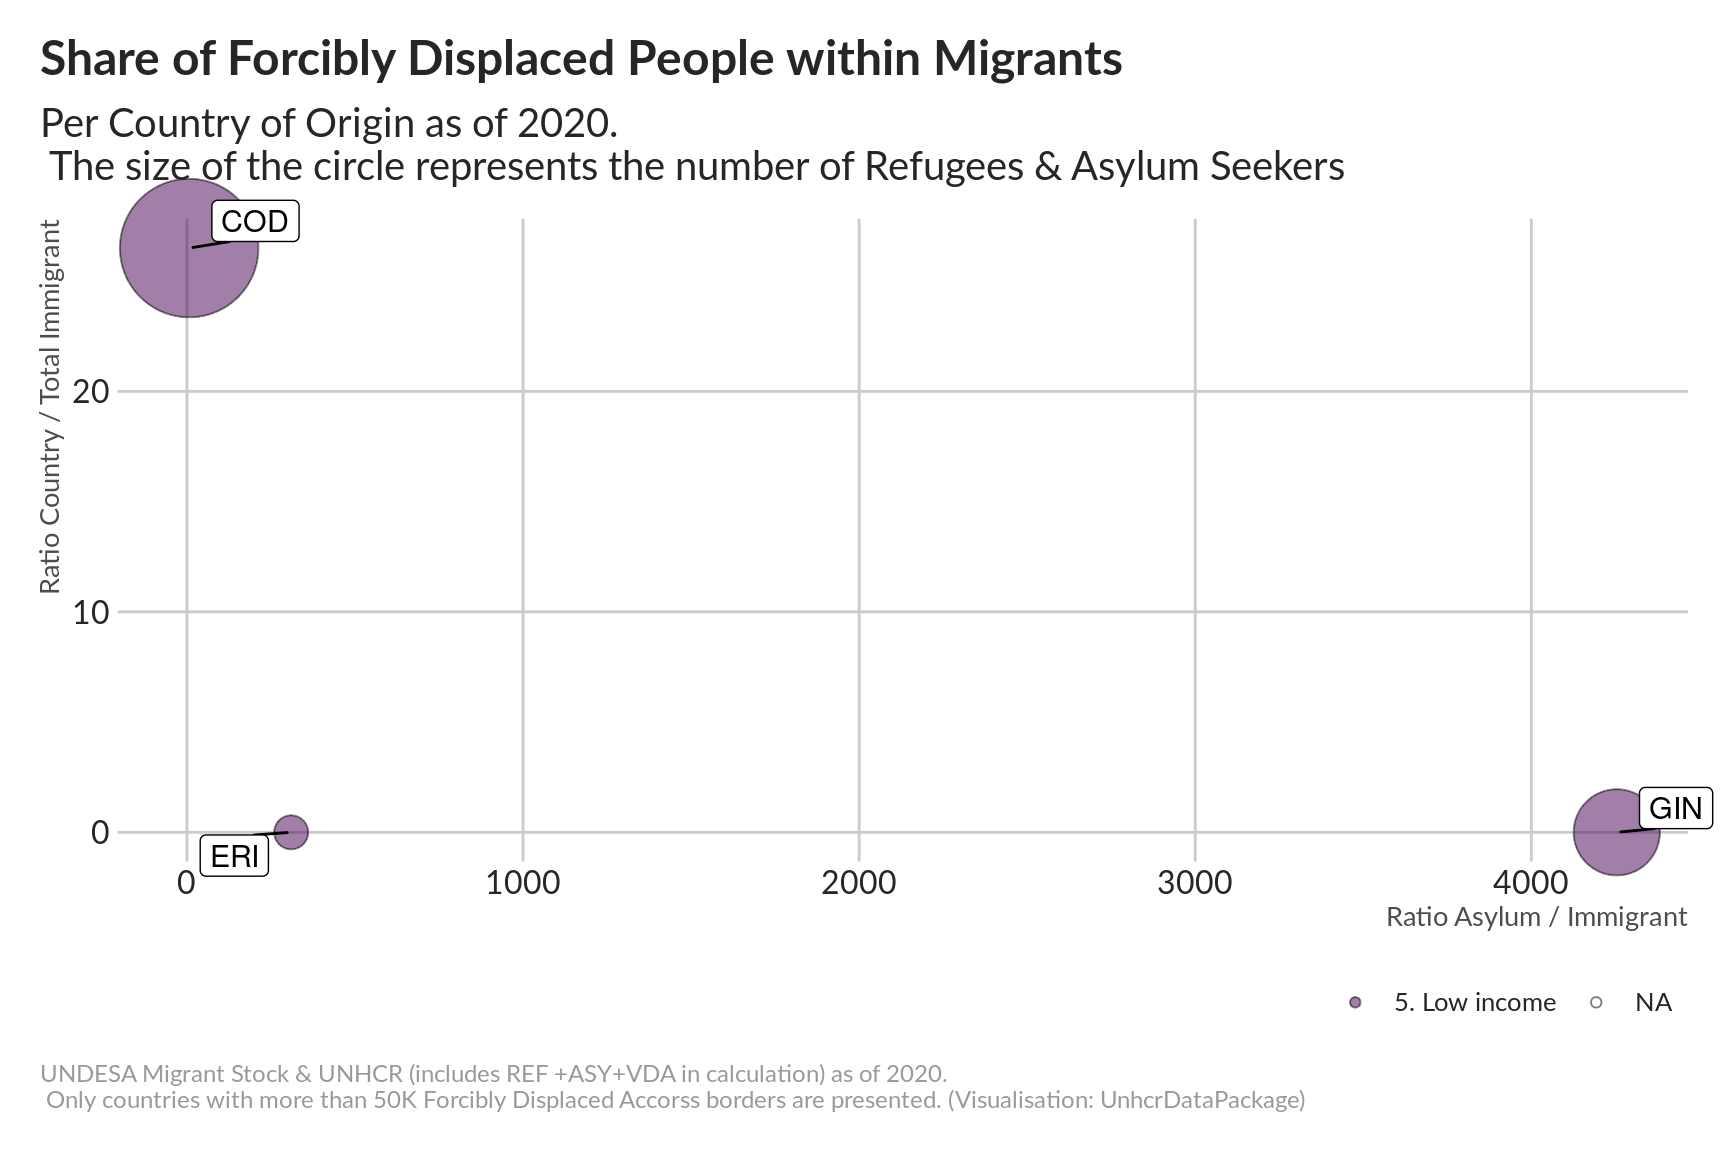 Share of Forcibly Displaced People within Migrants
Per Country of Origin as of 2020.
The size of the circle represents the number of Refugees & Asylum Seekers
COD
Ratio Country / Total Immigrant
20
10
0
GIN
ERI
0 1000 2000 3000 4000
Ratio Asylum / Immigrant
5. Low income NA
UNDESA Migrant Stock & UNHCR (includes REF +ASY+VDA in calculation) as of 2020.
Only countries with more than 50K Forcibly Displaced Accorss borders are presented. (Visualisation: UnhcrDataPackage)